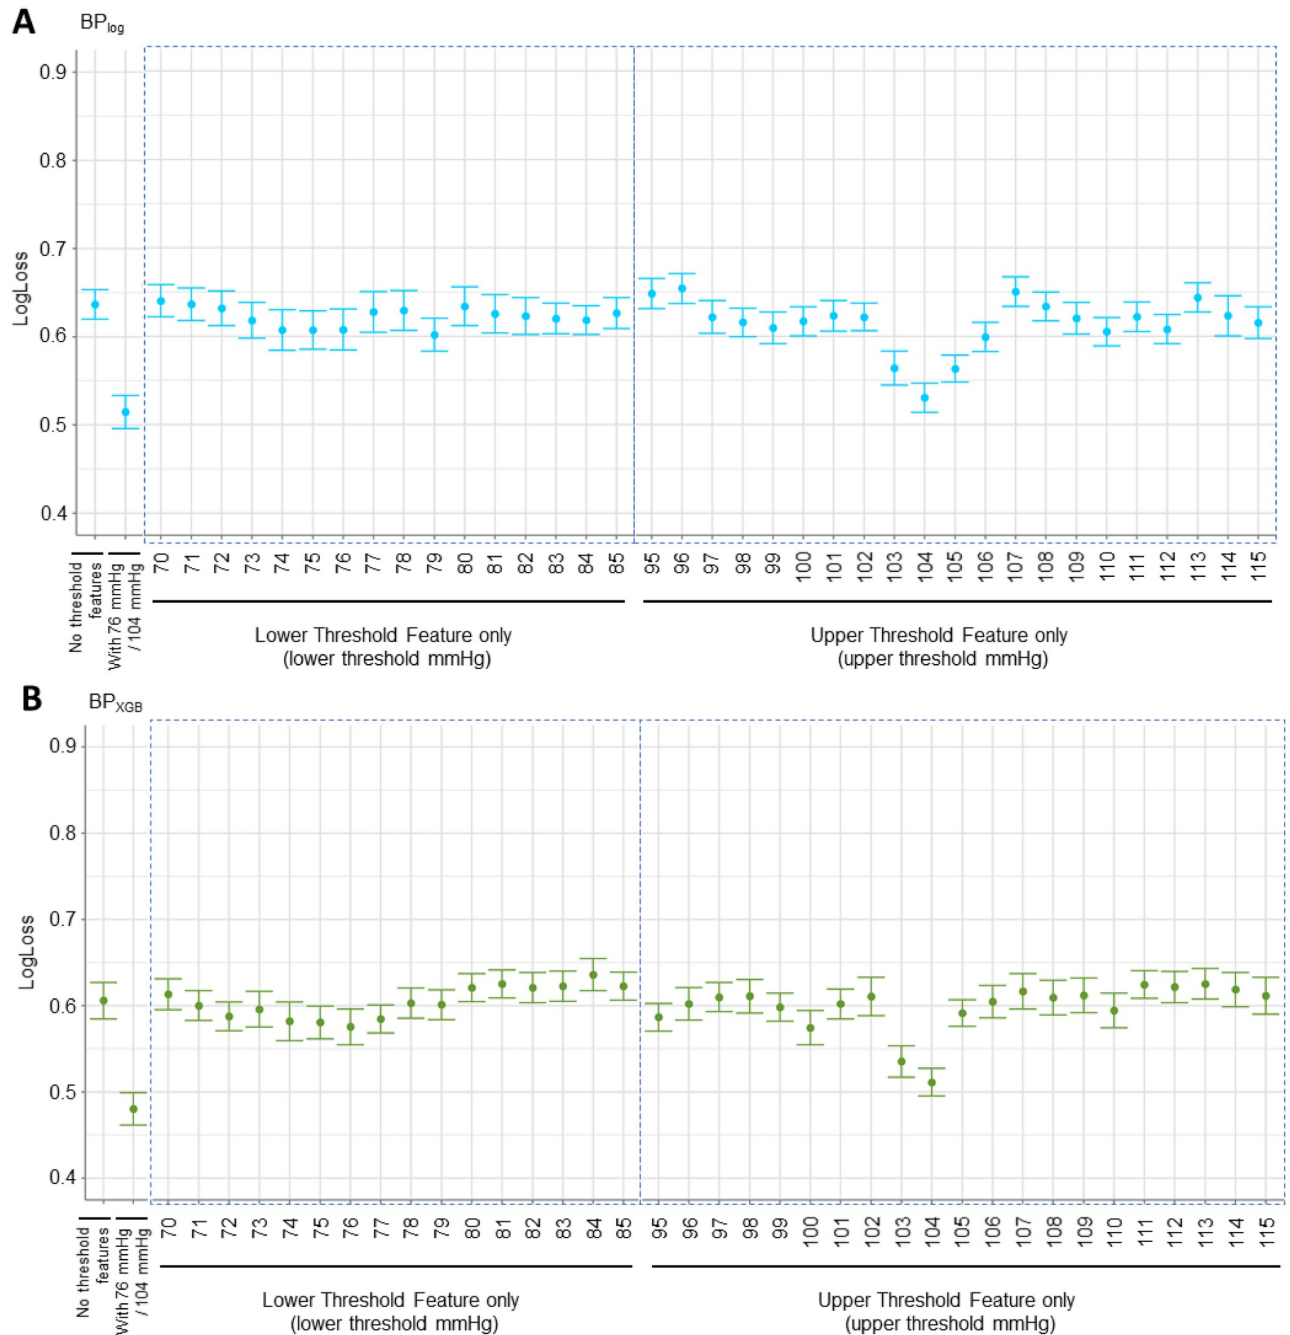 A
BPlog
LogLoss
0.9
0.8
0.7
0.6
0.5
0.4
No threshold
features
With 76 mmHg
/ 104 mmHg
70 71 72 73 74 75 76 77 78 79 80 81 82 83 84 85 95 96 97 98 99 100 101 102 103 104 105 106 107 108 109 110 111 112 113 114 115
Lower Threshold Feature only
(lower threshold mmHg)
Upper Threshold Feature only
(upper threshold mmHg)
B
BPXGB
LogLoss
0.9
0.8
0.7
0.6
0.5
0.4
No threshold
features
With 76 mmHg
/ 104 mmHg
70 71 72 73 74 75 76 77 78 79 80 81 82 83 84 85 95 96 97 98 99 100 101 102 103 104 105 106 107 108 109 110 111 112 113 114 115
Lower Threshold Feature only
(lower threshold mmHg)
Upper Threshold Feature only
(upper threshold mmHg)